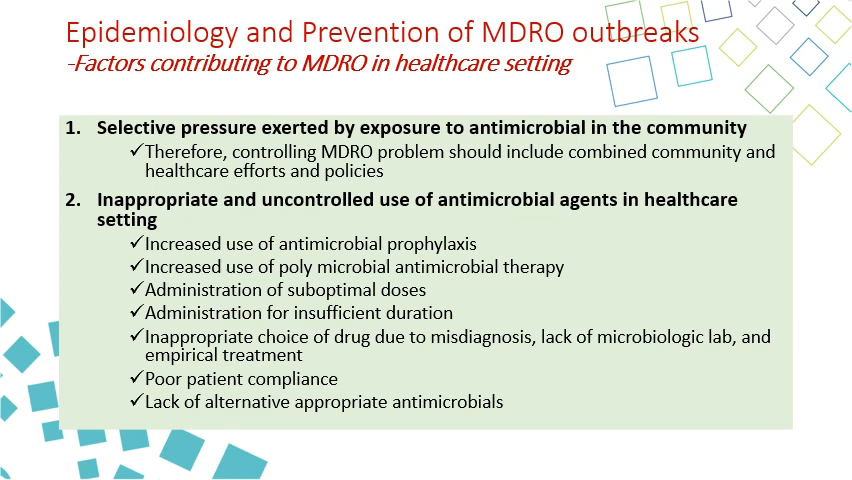 Epidemiology and Prevention of MDRO outbreaks
-Factors contributing to MDRO in healthcare setting
1. Selective pressure exerted by exposure to antimicrobial in the community
✓Therefore, controlling MDRO problem should include combined community and
healthcare efforts and policies
2. Inappropriate and uncontrolled use of antimicrobial agents in healthcare
setting
✓Increased use of antimicrobial prophylaxis
✓Increased use of poly microbial antimicrobial therapy
✓Administration of suboptimal doses
✓Administration for insufficient duration
✓Inappropriate choice of drug due to misdiagnosis, lack of microbiologic lab, and
empirical treatment
✓Poor patient compliance
✓Lack of alternative appropriate antimicrobials